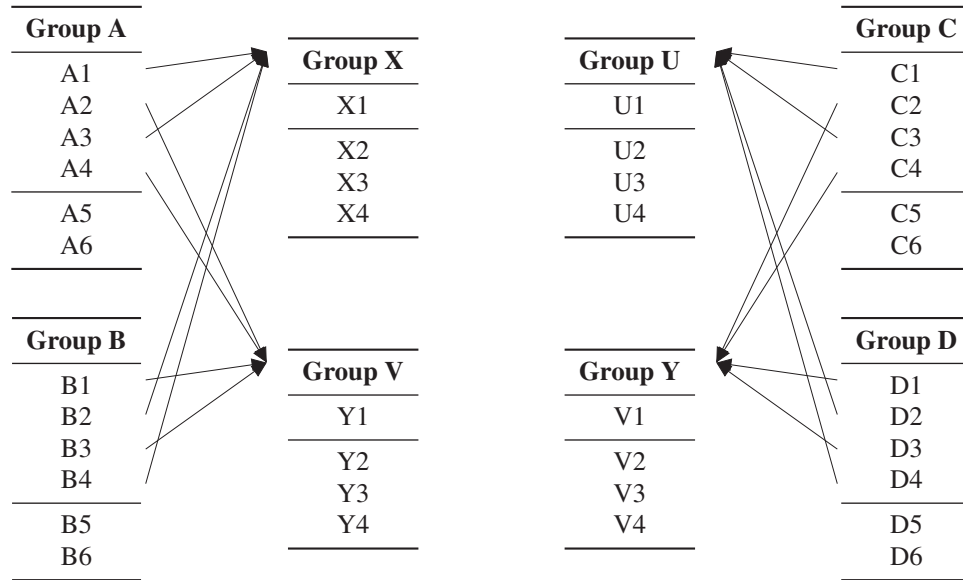 Group A
A1
A2
A3
A4
A5
A6
Group X
X1
X2
X3
X4
Group U
U1
U2
U3
U4
Group C
C1
C2
C3
C4
C5
C6
Group B
B1
B2
B3
B4
B5
B6
Group V
Y1
Y2
Y3
Y4
Group Y
V1
V2
V3
V4
Group D
D1
D2
D3
D4
D5
D6